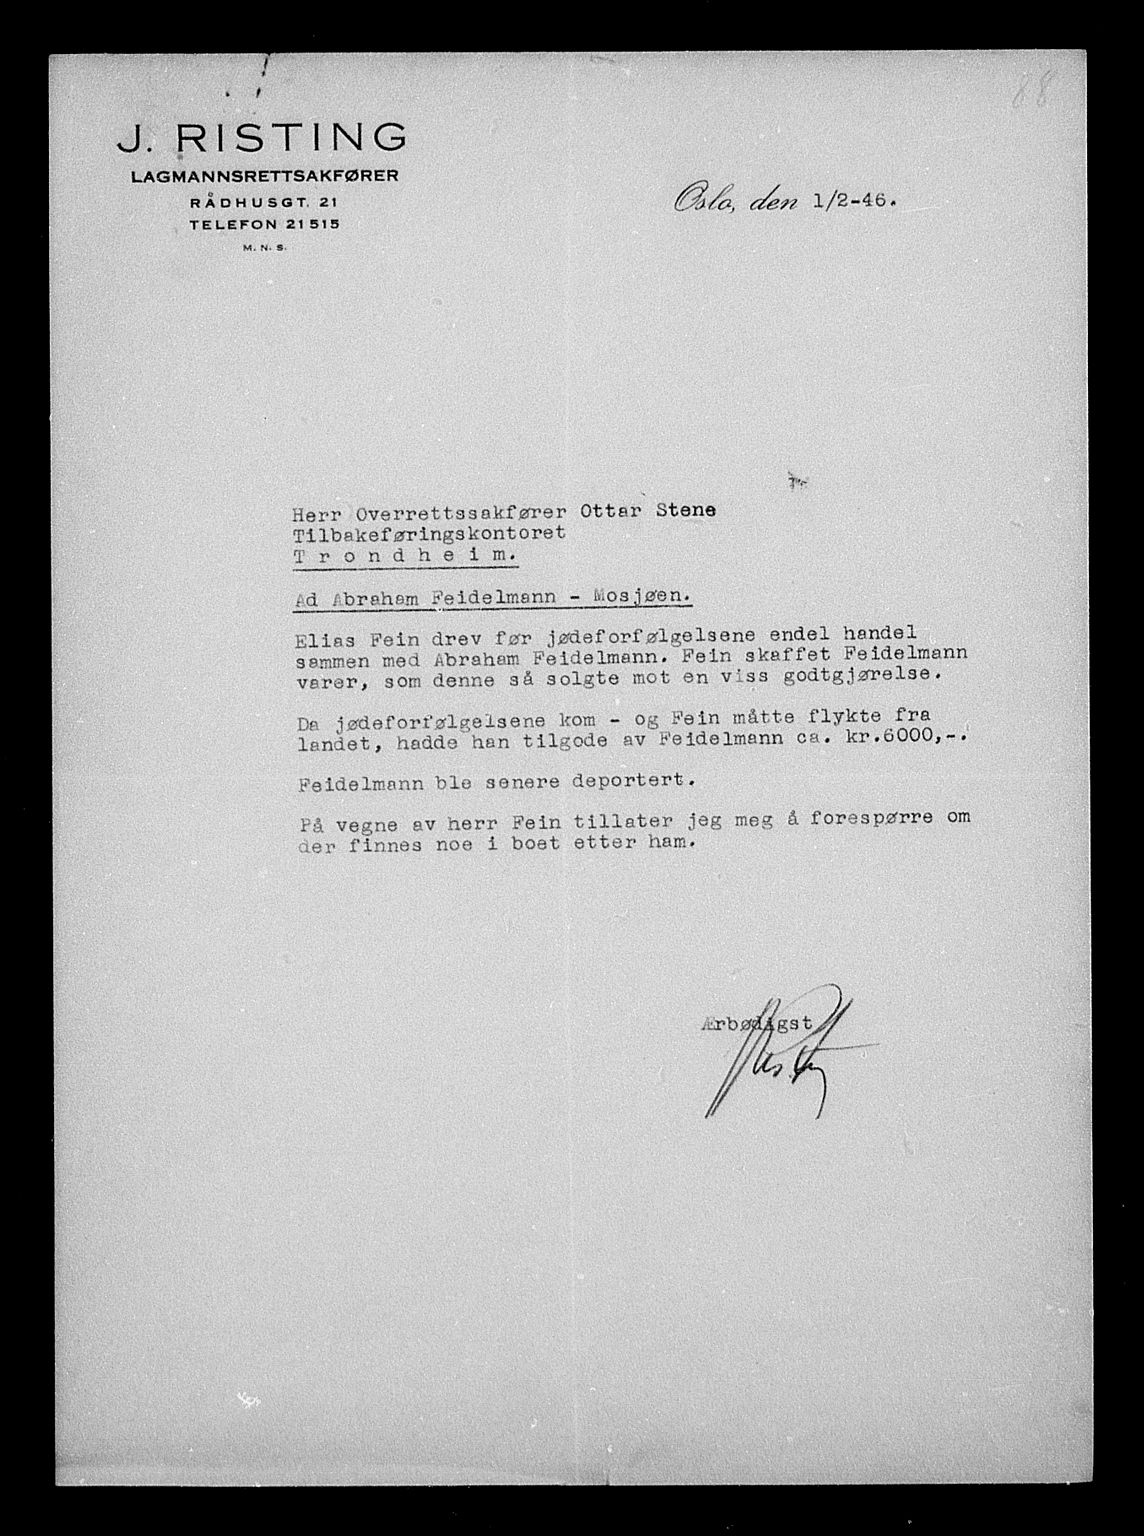 88
J. RISTING
LAGMANNSRETTSAKFØRER
RÅDHUSGT. 21
TELEFON 21515
M. N. S.
Oslo, den 1/2-46.
Herr Overrettssakfører Ottar Stene
Tilbakeføringskontoret
T r o n d h e i m.
Ad Abraham Feidelmann - Mosjøen.
Elias Fein drev før jødeforfølgelsene endel handel
sammen med Abraham Feidelmann. Fein skaffet Feidelmann
varer, som denne så solgte mot en viss godtgjørelse.
Da jødeforfølgelsene kom - og Fein måtte flykte fra
landet, hadde han tilgode av Feidelmann ca. kr.6000,-.
Feidelmann ble senere deportert.
På vegne av herr Fein tillater jeg meg å forespørre om
der finnes noe i boet etter ham.
Ærbødigst
JRisting